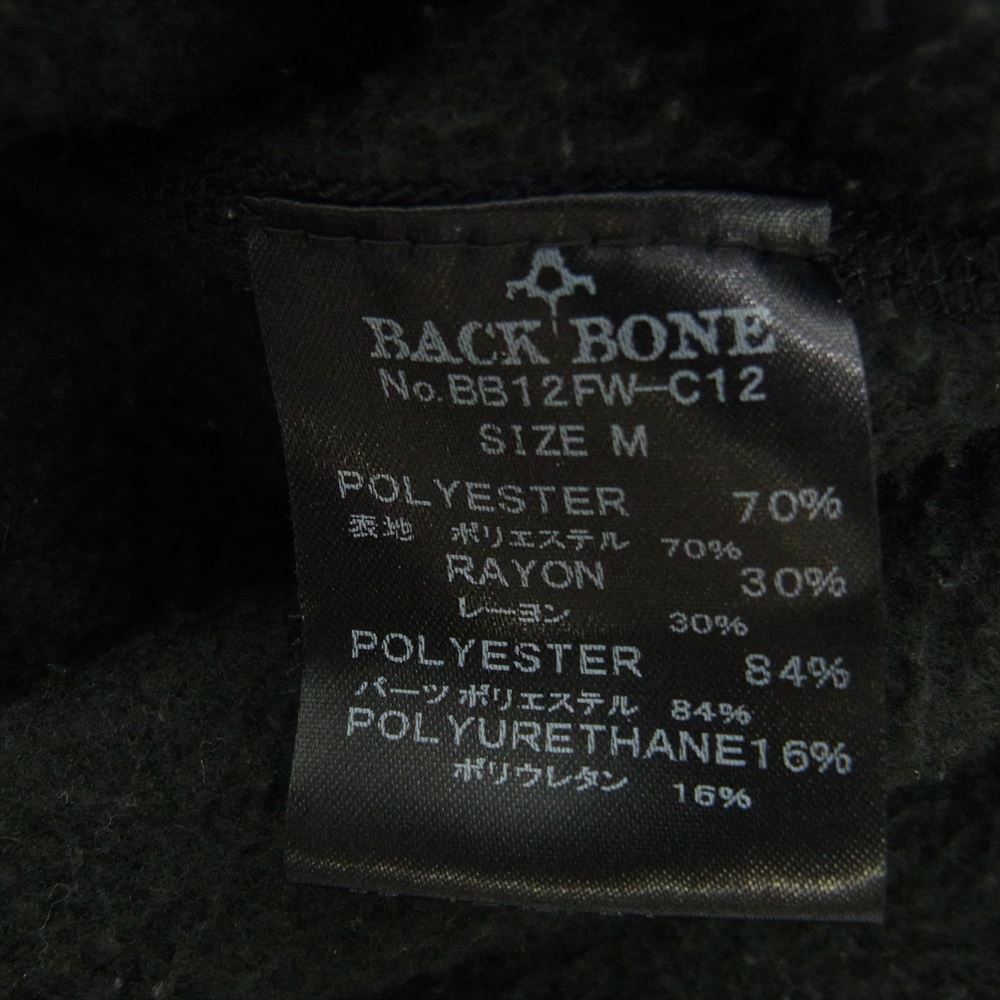 BACK BONE
No.BB12FW-C12
SIZE M
POLYESTER 70%
表地 ポリエステル 70%
RAYON 30%
レーヨン 30%
POLYESTER 84%
パーツ ポリエステル 84%
POLYURETHANE 16%
ポリウレタン 16%